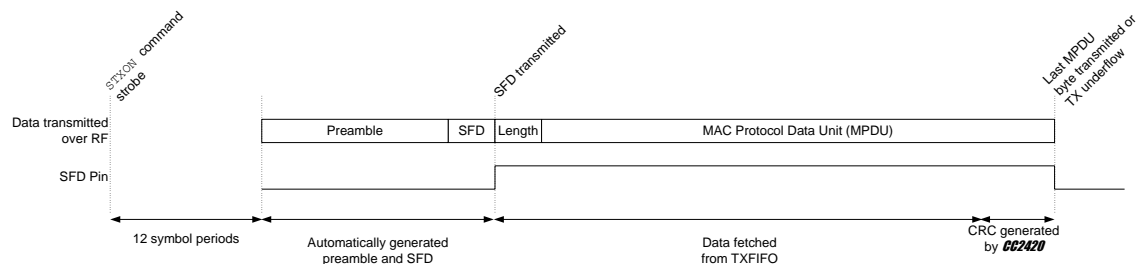 STXON command
strobe
SFD transmitted
Last MPDU
byte transmitted or
TX underflow
Data transmitted
over RF
Preamble
SFD
Length
MAC Protocol Data Unit (MPDU)
SFD Pin
12 symbol periods
Automatically generated
preamble and SFD
Data fetched
from TXFIFO
CRC generated
by CC2420